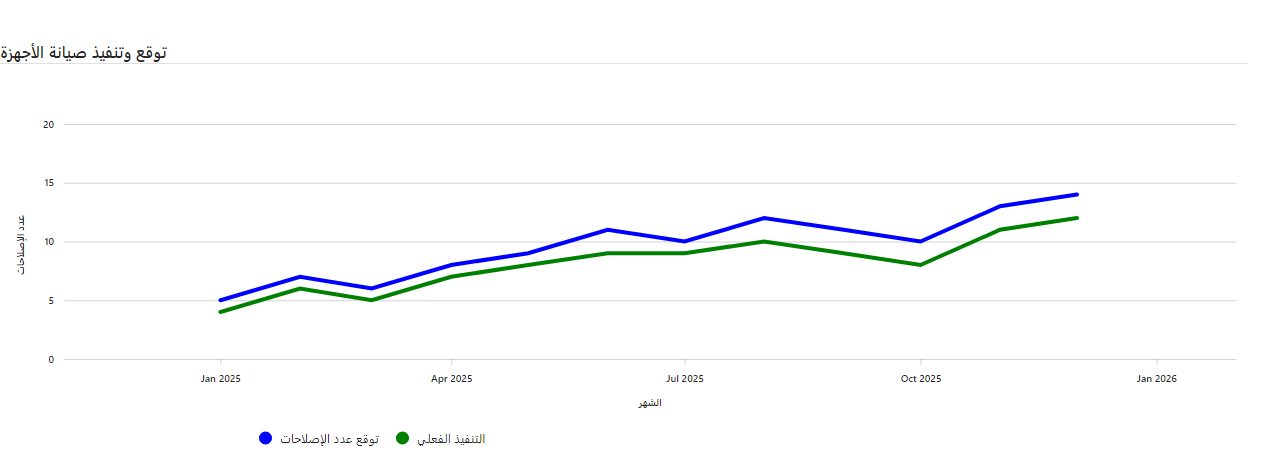 توقع وتنفيذ صيانة الأجهزة
20
15
10
5
0
عدد الإصلاحات
Jan 2025 Apr 2025 Jul 2025 Oct 2025 Jan 2026
الشهر
توقع عدد الإصلاحات التنفيذ الفعلي